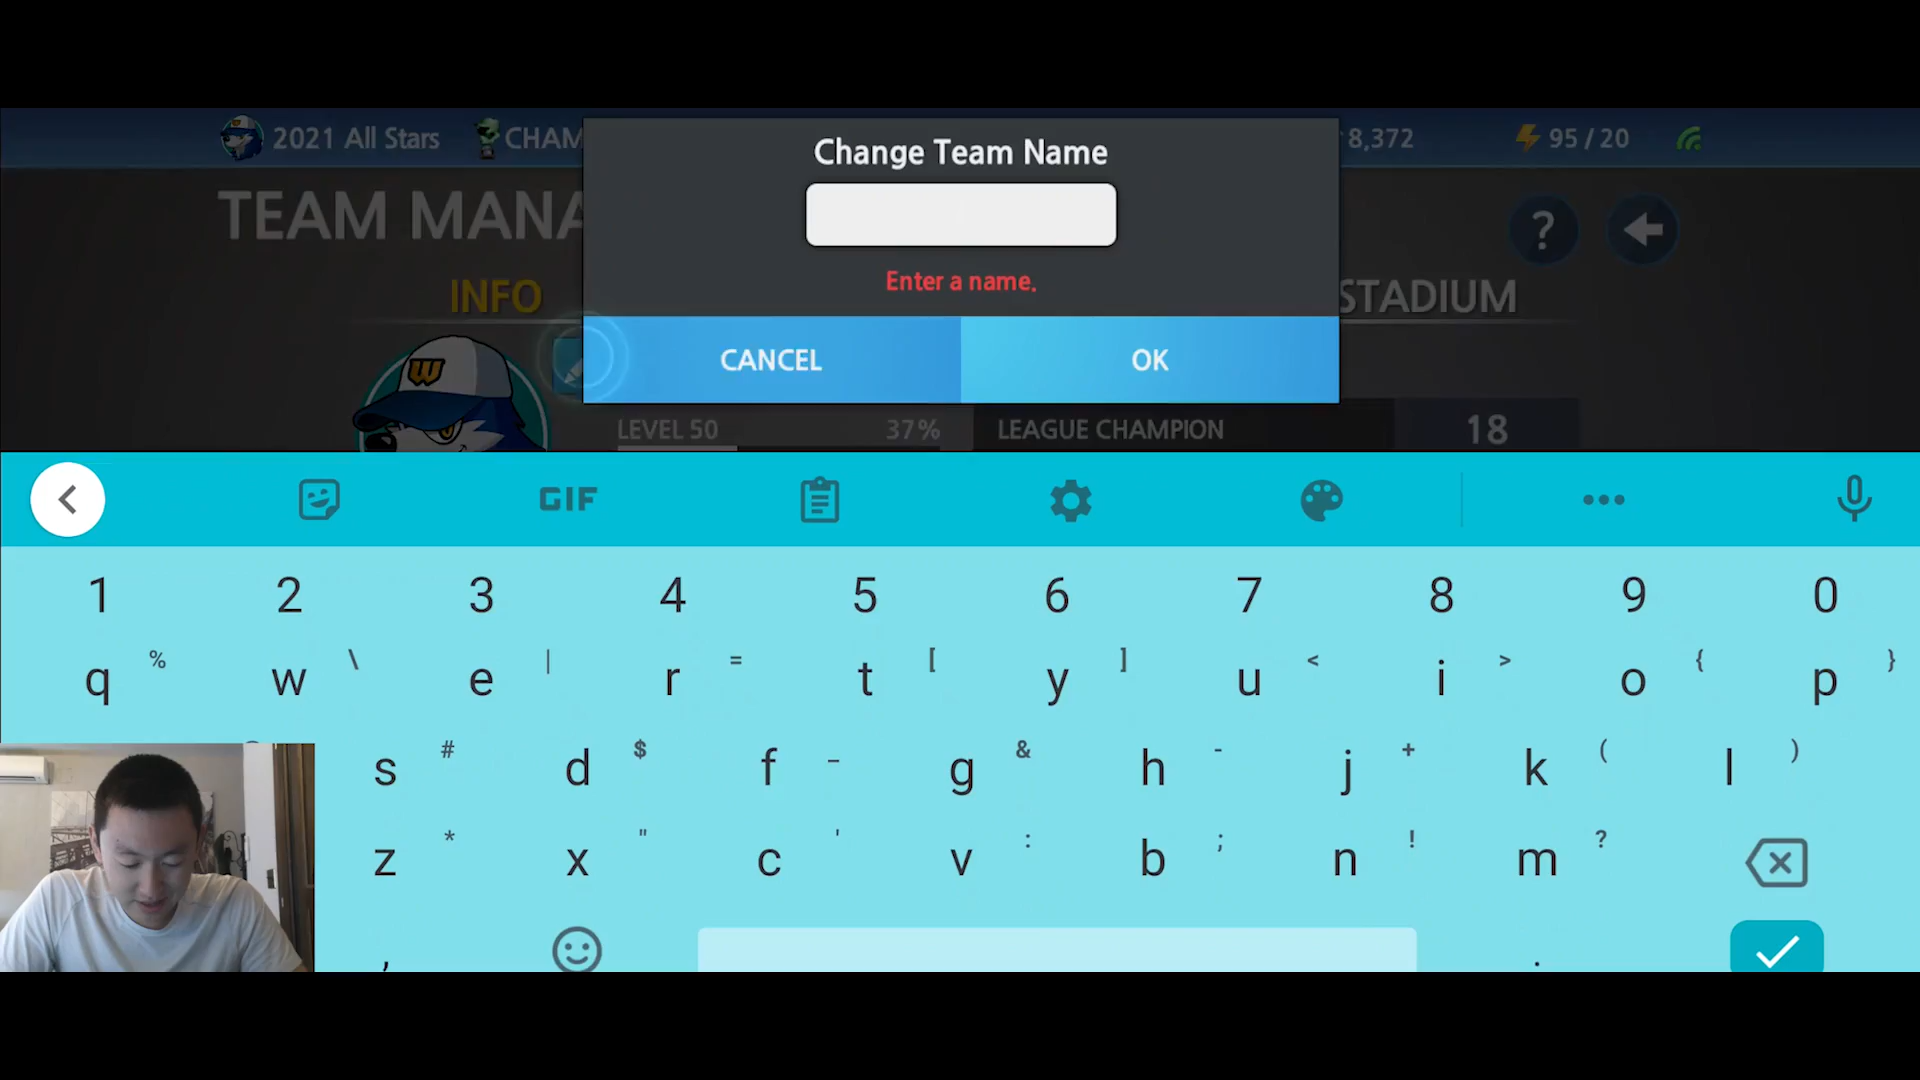 2021 All Stars
CHAM
Change Team Name
8,372
95 / 20
TEAM MANA
?
Enter a name.
INFO
STADIUM
W
CANCEL
OK
LEVEL 50
37%
LEAGUE CHAMPION
18
GIF
1 2 3 4 5 6 7 8 9 0
q % w \ e | r = t [ y ] u < i > o { p }
s # d $ f _ g & h - j + k ( l )
z * x " c ' v : b ; n ! m ?
, .